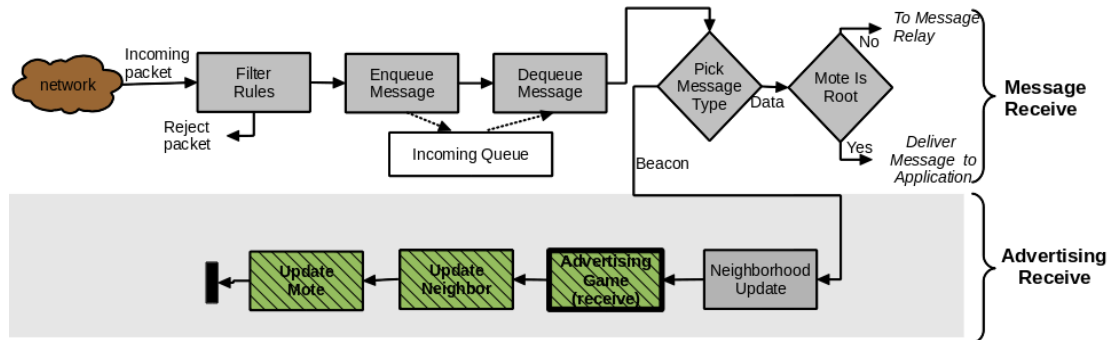 network
Incoming
packet
Filter
Rules
Reject
packet
Enqueue
Message
Dequeue
Message
Incoming Queue
Pick
Message
Type
Data
Beacon
Mote Is
Root
No
To Message
Relay
Yes
Deliver
Message to
Application
Message
Receive
Neighborhood
Update
Advertising
Game
(receive)
Update
Neighbor
Update
Mote
Advertising
Receive